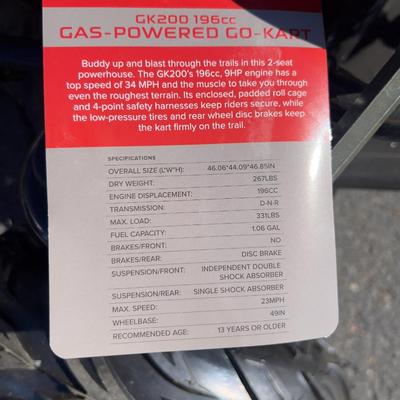 GK200 196cc
GAS-POWERED GO-KART
Buddy up and blast through the trails in this 2-seat
powerhouse. The GK200's 196cc, 9HP engine has a
top speed of 34 MPH and the muscle to take you through
even the roughest terrain. Its enclosed, padded roll cage
and 4-point safety harnesses keep riders secure, while
the low-pressure tires and rear wheel disc brakes keep
the kart firmly on the trail.
SPECIFICATIONS
OVERALL SIZE (L*W*H): 46.06*44.09*46.85IN
DRY WEIGHT: 267LBS
ENGINE DISPLACEMENT: 196CC
TRANSMISSION: D-N-R
MAX. LOAD: 331LBS
FUEL CAPACITY: 1.06 GAL
BRAKES/FRONT: NO
BRAKES/REAR: DISC BRAKE
SUSPENSION/FRONT: INDEPENDENT DOUBLE
SHOCK ABSORBER
SUSPENSION/REAR: SINGLE SHOCK ABSORBER
MAX. SPEED: 23MPH
WHEELBASE: 49IN
RECOMMENDED AGE: 13 YEARS OR OLDER